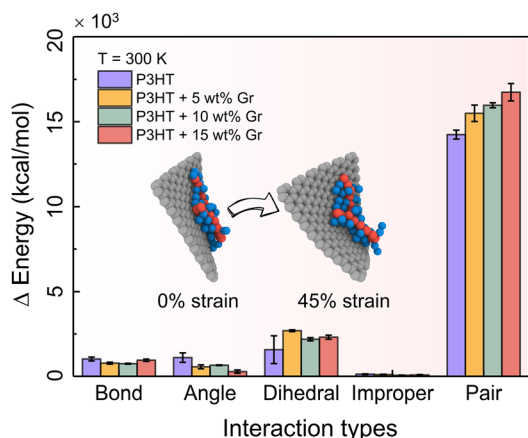 × 10³
20
15
10
5
0
Δ Energy (kcal/mol)
T = 300 K
P3HT
P3HT + 5 wt% Gr
P3HT + 10 wt% Gr
P3HT + 15 wt% Gr
0% strain
45% strain
Bond
Angle
Dihedral
Improper
Pair
Interaction types